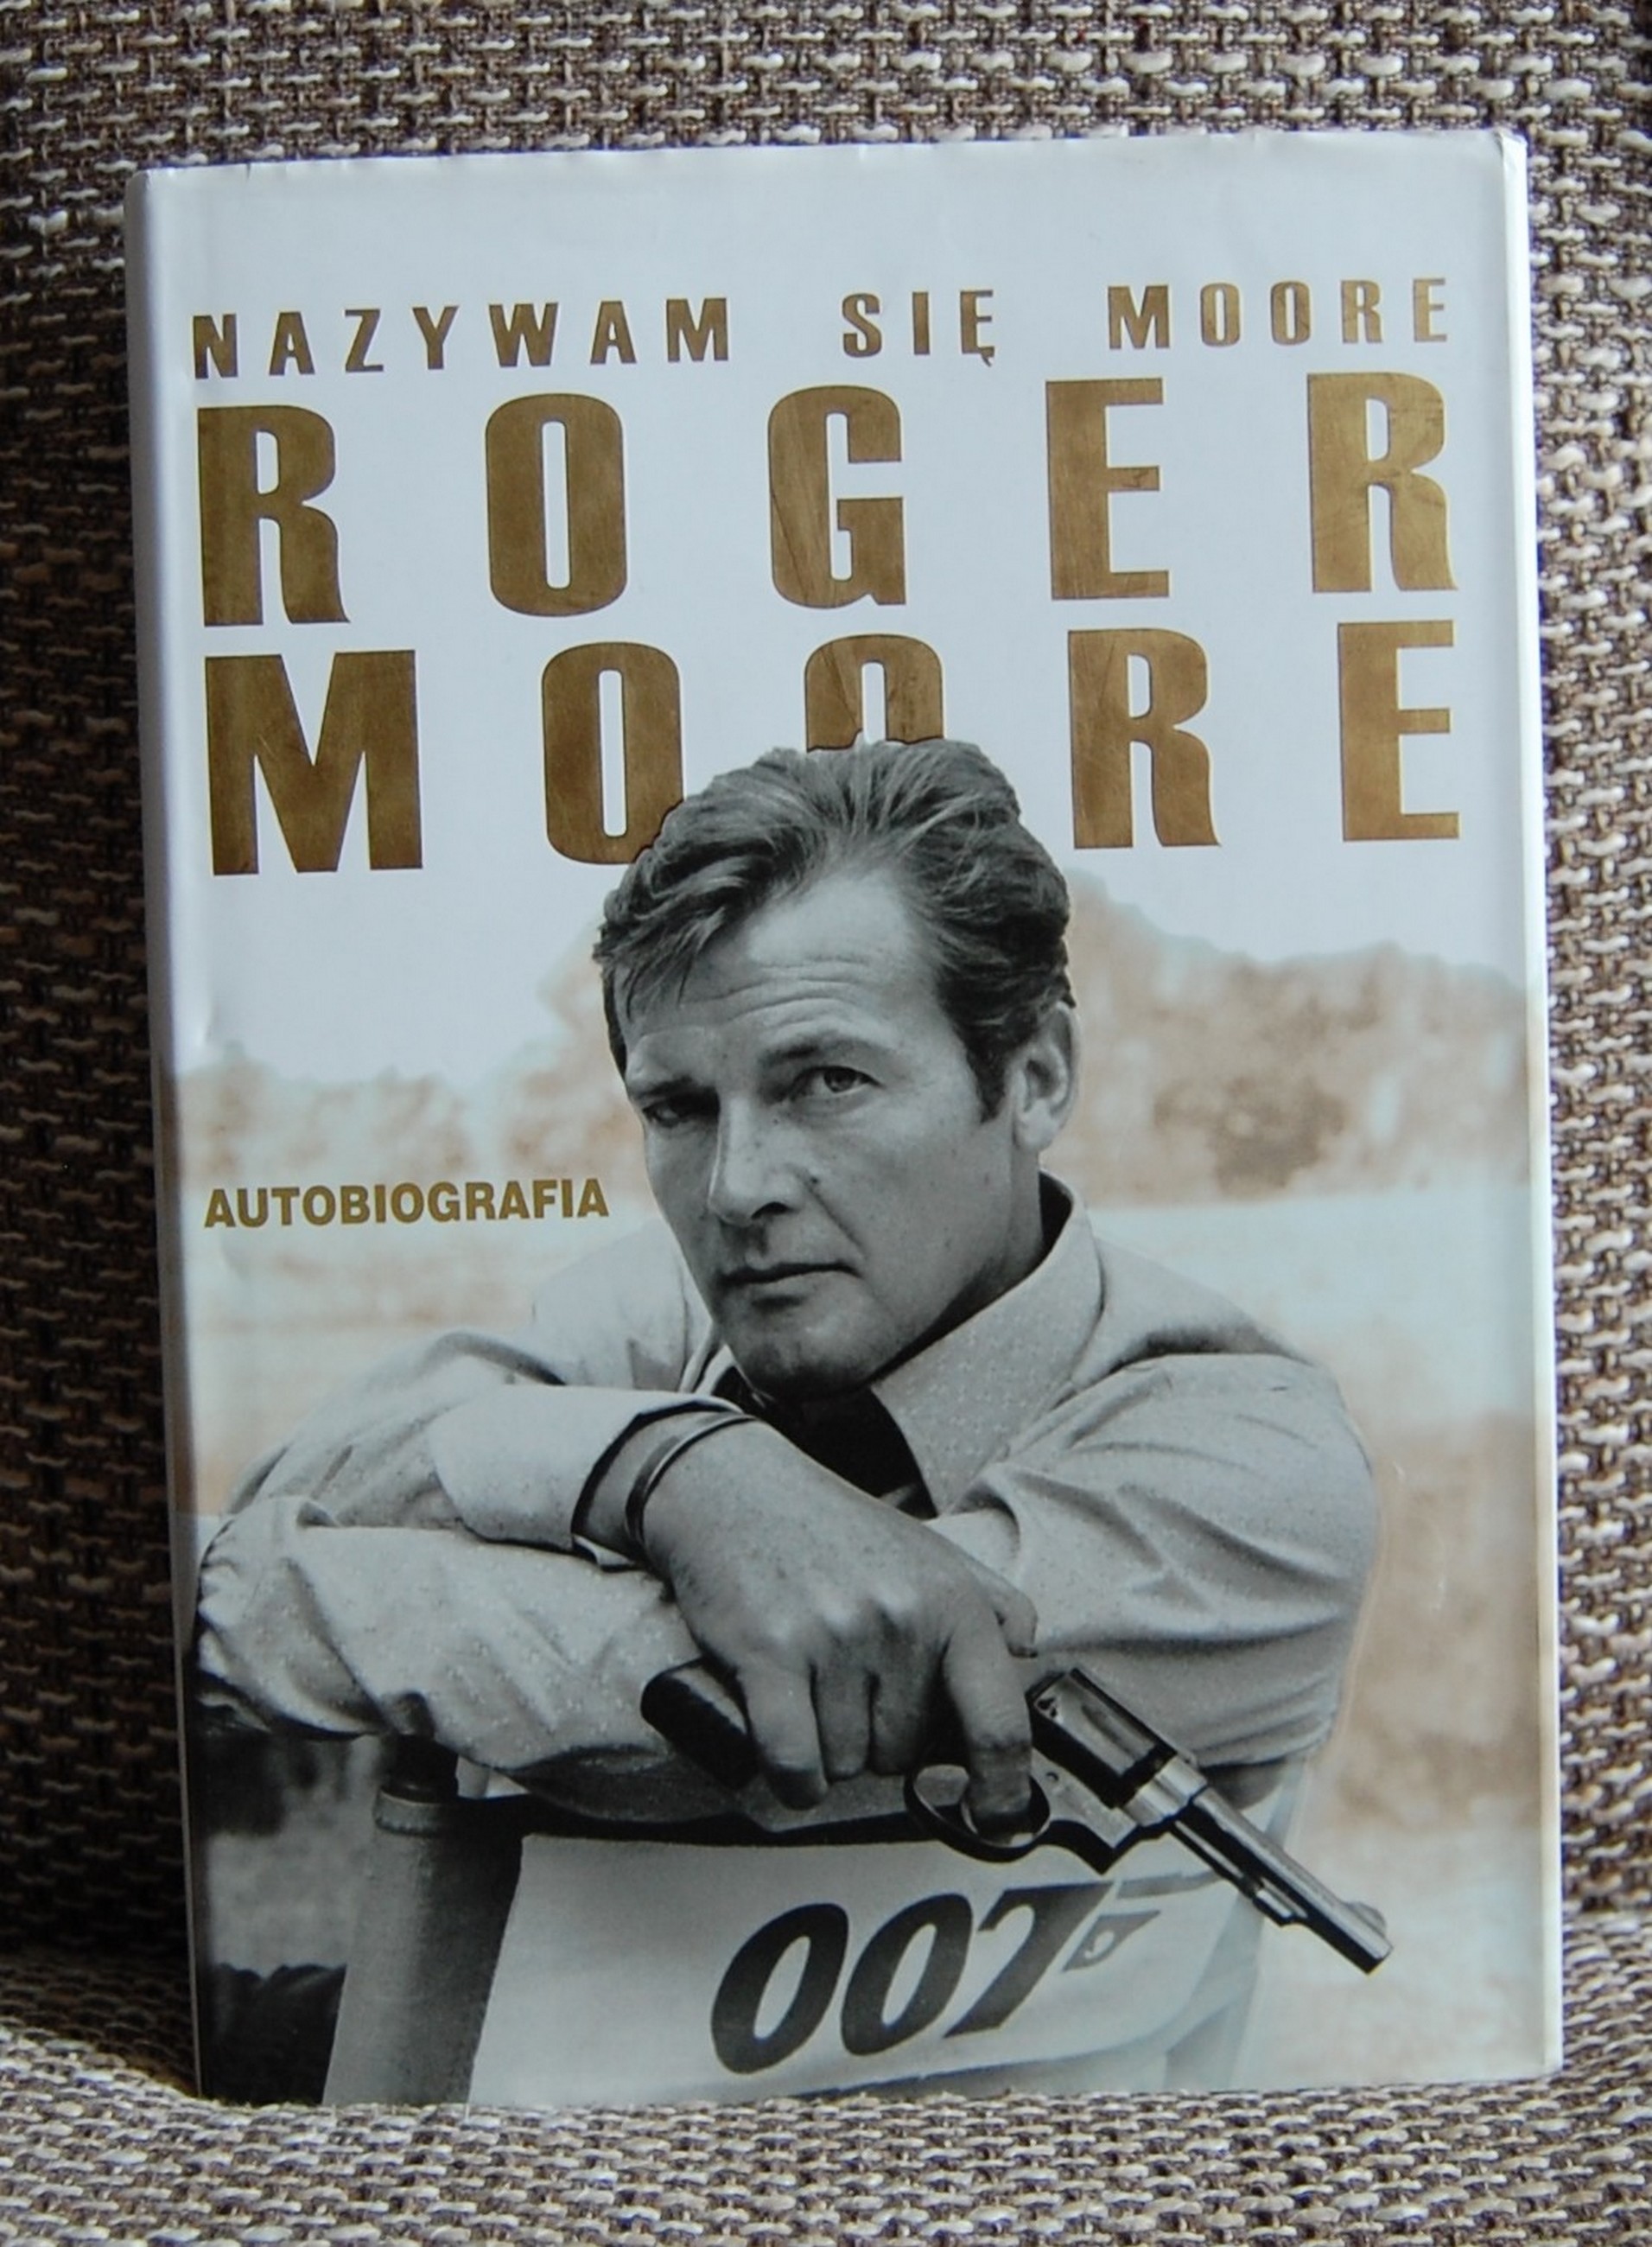 NAZYWAM SIĘ MOORE
ROGER
MOORE
AUTOBIOGRAFIA
007